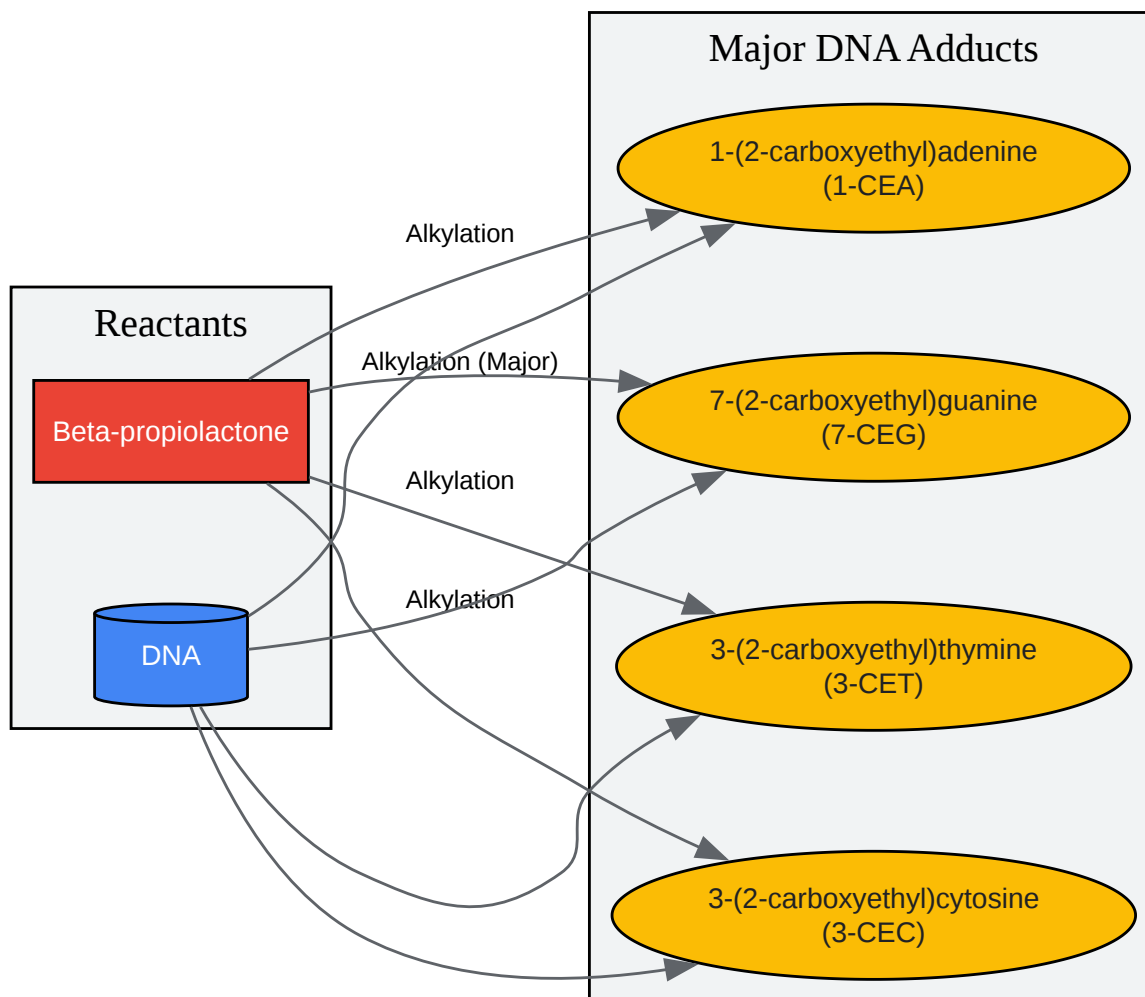 Major DNA Adducts
1-(2-carboxyethyl)adenine
(1-CEA)
Alkylation
Reactants
Alkylation (Major)
7-(2-carboxyethyl)guanine
(7-CEG)
Beta-propiolactone
Alkylation
Alkylation
DNA
3-(2-carboxyethyl)thymine
(3-CET)
3-(2-carboxyethyl)cytosine
(3-CEC)